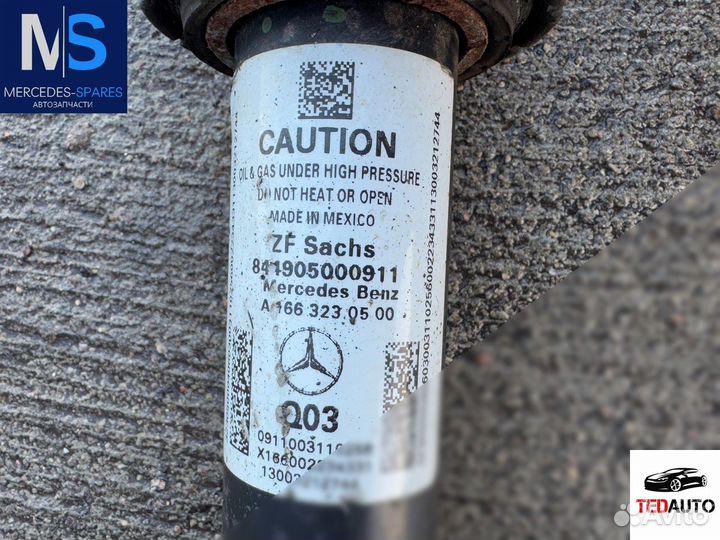 MS
MERCEDES-SPARES
АВТОЗАПЧАСТИ
CAUTION
OIL & GAS UNDER HIGH PRESSURE
DO NOT HEAT OR OPEN
MADE IN MEXICO
ZF Sachs
841905000911
Mercedes Benz
A 166 323 05 00
Q03
TEDAUTO
Avito